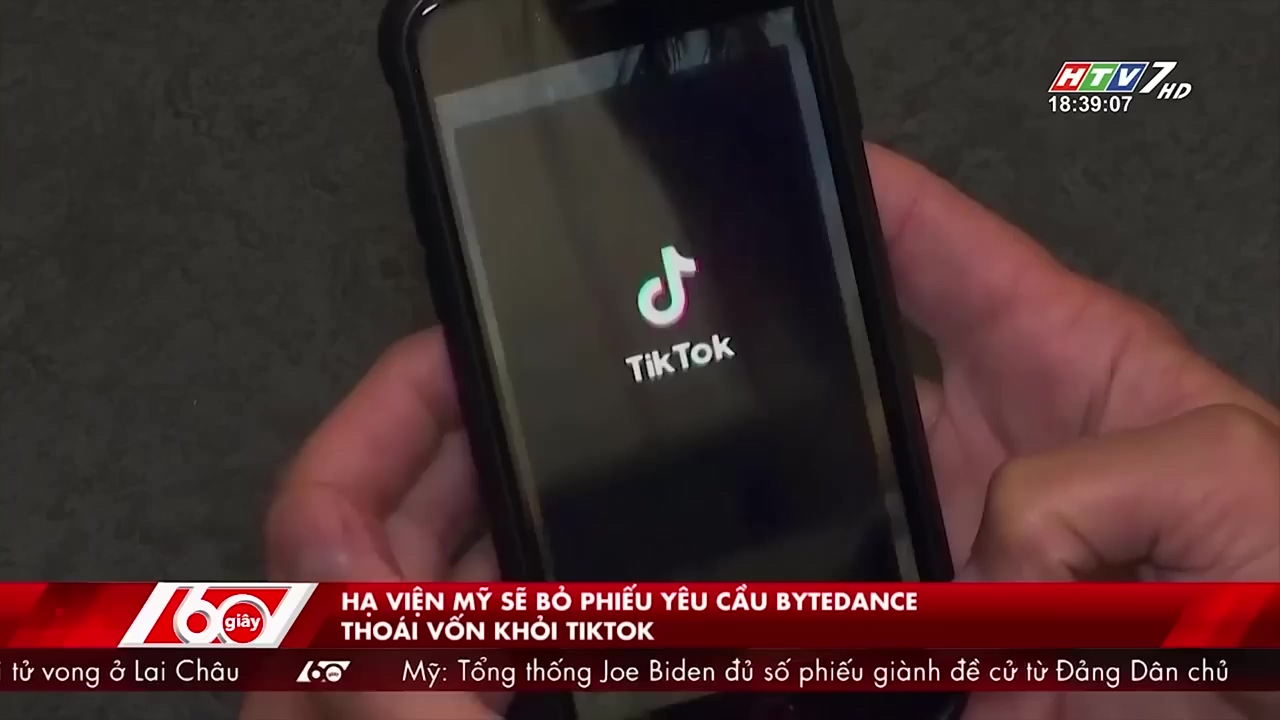 HTV7 HD
18:39:07
TikTok
60 giây
HẠ VIỆN MỸ SẼ BỎ PHIẾU YÊU CẦU BYTEDANCE
THOÁI VỐN KHỎI TIKTOK
tử vong ở Lai Châu 60 giây Mỹ: Tổng thống Joe Biden đủ số phiếu giành đề cử từ Đảng Dân chủ